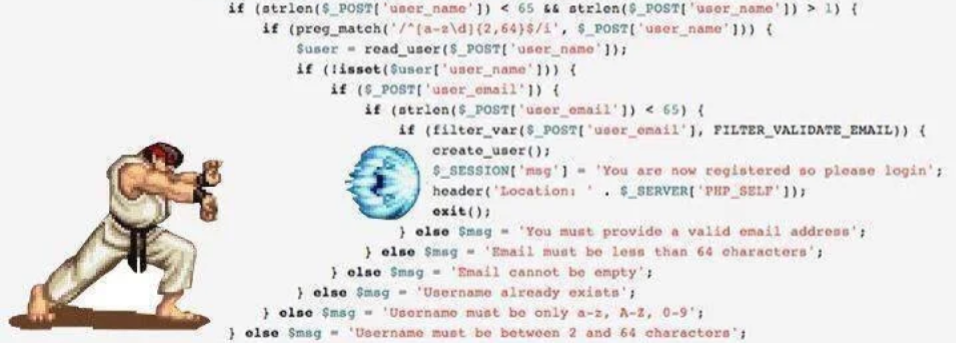 if (strlen($_POST['user_name']) < 65 && strlen($_POST['user_name']) > 1) {
if (preg_match('/^[a-z\d]{2,64}$/i', $_POST['user_name'])) {
$user = read_user($_POST['user_name']);
if (!isset($user['user_name'])) {
if ($_POST['user_email']) {
if (strlen($_POST['user_email']) < 65) {
if (filter_var($_POST['user_email'], FILTER_VALIDATE_EMAIL)) {
create_user();
$_SESSION['msg'] = 'You are now registered so please login';
header('Location: ' . $_SERVER['PHP_SELF']);
exit();
} else $msg = 'You must provide a valid email address';
} else $msg = 'Email must be less than 64 characters';
} else $msg = 'Email cannot be empty';
} else $msg = 'Username already exists';
} else $msg = 'Username must be only a-z, A-Z, 0-9';
} else $msg = 'Username must be between 2 and 64 characters';